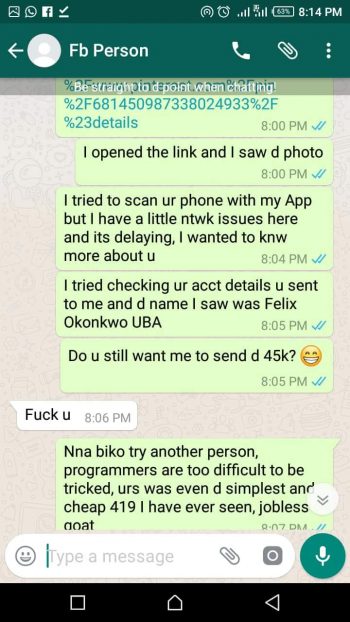 63% 8:14 PM
Fb Person
Be straight to d point when chatting!
%2F681450987338024933%2F
%23details
8:00 PM
I opened the link and I saw d photo
8:00 PM
I tried to scan ur phone with my App
but I have a little ntwk issues here
and its delaying, I wanted to knw
more about u
8:04 PM
I tried checking ur acct details u sent
to me and d name I saw was Felix
Okonkwo UBA
8:05 PM
Do u still want me to send d 45k? 😁
8:05 PM
Fuck u 8:06 PM
Nna biko try another person,
programmers are too difficult to be
tricked, urs was even d simplest and
cheap 419 I have ever seen, jobless
goat
8:07 PM
Type a message